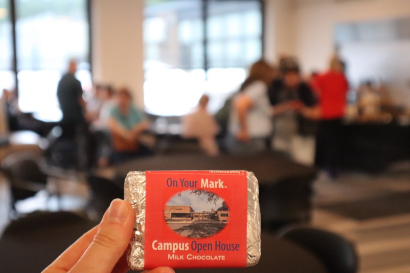 On Your Mark.
Campus Open House
Milk Chocolate